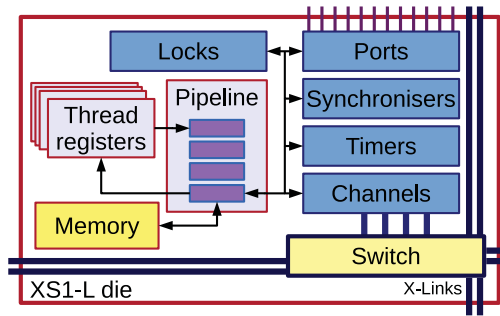 Locks
Ports
Pipeline
Synchronisers
Thread
registers
Timers
Channels
Memory
Switch
XS1-L die
X-Links